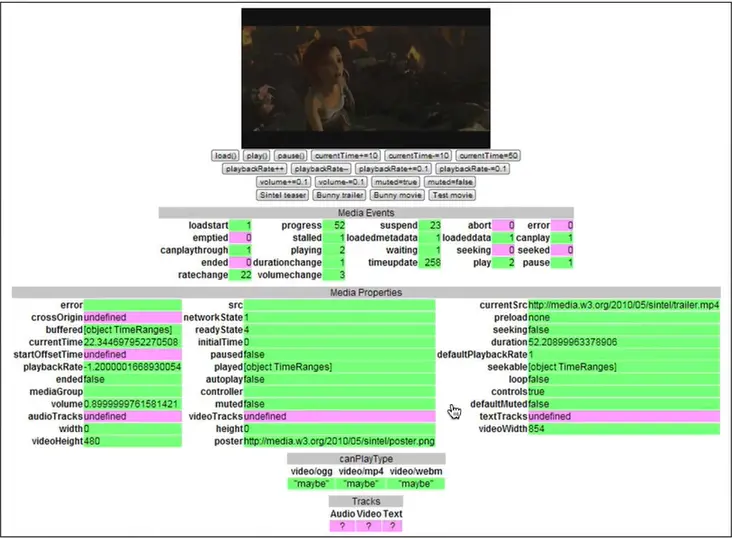 load() play() pause() currentTime+=10 currentTime-=10 currentTime=50
playbackRate++ playbackRate-- playbackRate+=0.1 playbackRate-=0.1
volume+=0.1 volume-=0.1 muted=true muted=false
Sintel teaser Bunny trailer Bunny movie Test movie
Media Events
loadstart 1 progress 52 suspend 23 abort 0 error 0
emptied 0 stalled 1 loadedmetadata 1 loadeddata 1 canplay 1
canplaythrough 1 playing 2 waiting 1 seeking 0 seeked 0
ended 0 durationchange 1 timeupdate 258 play 2 pause 1
ratechange 22 volumechange 3
Media Properties
error src currentSrc http://media.w3.org/2010/05/sintel/trailer.mp4
crossOrigin undefined networkState 1 preload none
buffered [object TimeRanges] readyState 4 seeking false
currentTime 22.344697952270508 initialTime 0 duration 52.20899963378906
startOffsetTime undefined paused false defaultPlaybackRate 1
playbackRate -1.2000001668930054 played [object TimeRanges] seekable [object TimeRanges]
ended false autoplay false loop false
mediaGroup controller controls true
volume 0.8999999761581421 muted false defaultMuted false
audioTracks undefined videoTracks undefined textTracks undefined
width 0 height 0 videoWidth 854
videoHeight 480 poster http://media.w3.org/2010/05/sintel/poster.png
canPlayType
video/ogg video/mp4 video/webm
"maybe" "maybe" "maybe"
Tracks
Audio Video Text
? ? ?